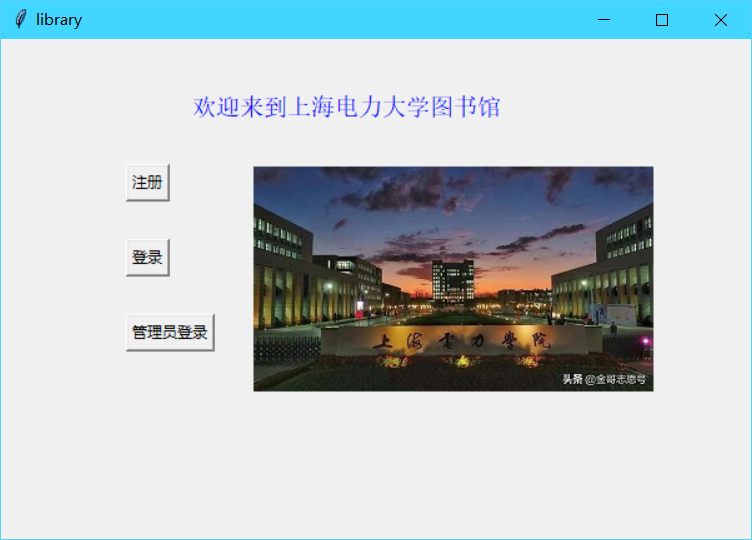 library
欢迎来到上海电力大学图书馆
注册
登录
管理员登录
上海电力学院
头条 @金哥志愿号